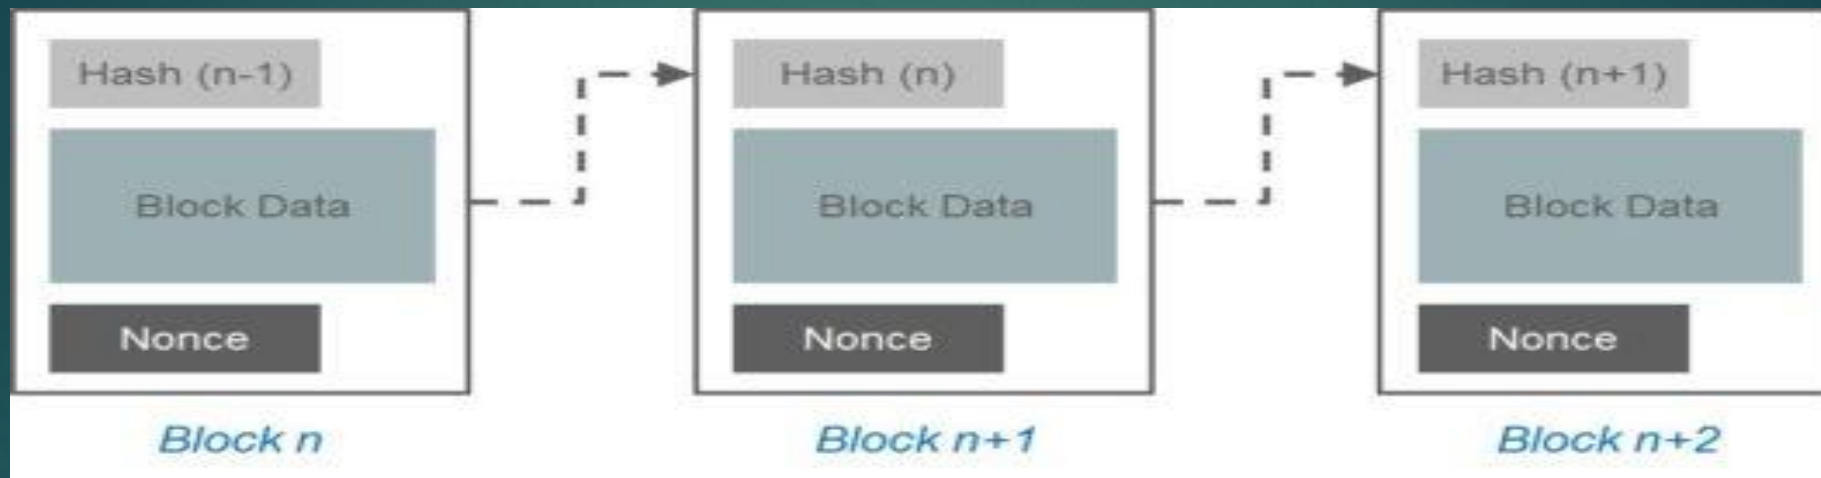 Hash (n-1)
Block Data
Nonce
Block n
Hash (n)
Block Data
Nonce
Block n+1
Hash (n+1)
Block Data
Nonce
Block n+2